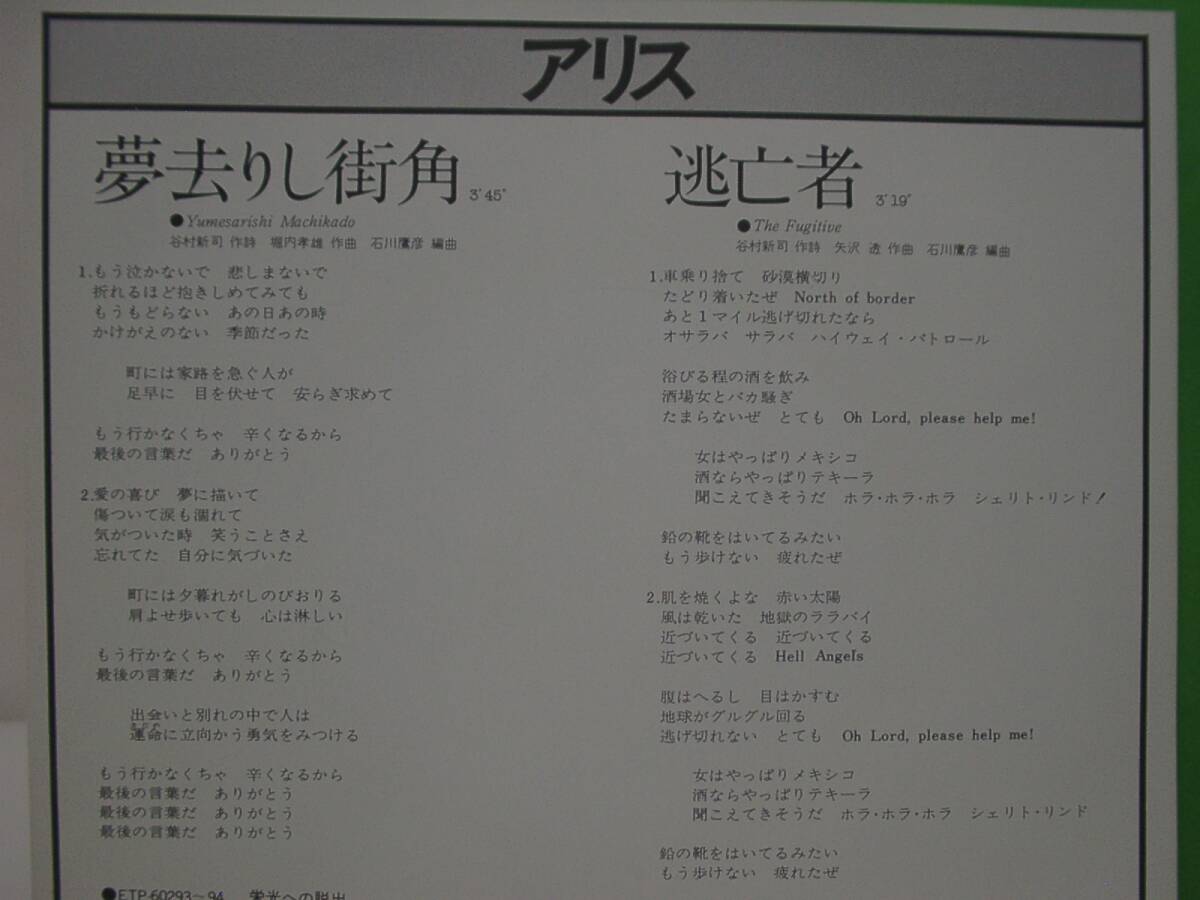 アリス
夢去りし街角 3'45"
●Yumesarishi Machikado
谷村新司 作詩　堀内孝雄 作曲　石川鷹彦 編曲
1.もう泣かないで　悲しまないで
折れるほど抱きしめてみても
もうもどらない　あの日あの時
かけがえのない　季節だった
町には家路を急ぐ人が
足早に　目を伏せて　安らぎ求めて
もう行かなくちゃ　辛くなるから
最後の言葉だ　ありがとう
2.愛の喜び　夢に描いて
傷ついて涙も涸れて
気がついた時　笑うことさえ
忘れてた　自分に気づいた
町には夕暮れがしのびおりる
肩よせ歩いても　心は淋しい
もう行かなくちゃ　辛くなるから
最後の言葉だ　ありがとう
出会いと別れの中で人は
さだめ
運命に立向かう勇気をみつける
もう行かなくちゃ　辛くなるから
最後の言葉だ　ありがとう
最後の言葉だ　ありがとう
最後の言葉だ　ありがとう
●ETP-60293～94　栄光への脱出
逃亡者 3'19"
●The Fugitive
谷村新司 作詩　矢沢 透 作曲　石川鷹彦 編曲
1.車乗り捨て　砂漠横切り
たどり着いたぜ　North of border
あと1マイル逃げ切れたなら
オサラバ　サラバ　ハイウェイ・パトロール
浴びる程の酒を飲み
酒場女とバカ騒ぎ
たまらないぜ　とても　Oh Lord, please help me!
女はやっぱりメキシコ
酒ならやっぱりテキーラ
聞こえてきそうだ　ホラ・ホラ・ホラ　シェリト・リンド！
鉛の靴をはいてるみたい
もう歩けない　疲れたぜ
2.肌を焼くよな　赤い太陽
風は乾いた　地獄のララバイ
近づいてくる　近づいてくる
近づいてくる　Hell Angels
腹はへるし　目はかすむ
地球がグルグル回る
逃げ切れない　とても　Oh Lord, please help me!
女はやっぱりメキシコ
酒ならやっぱりテキーラ
聞こえてきそうだ　ホラ・ホラ・ホラ　シェリト・リンド
鉛の靴をはいてるみたい
もう歩けない　疲れたぜ